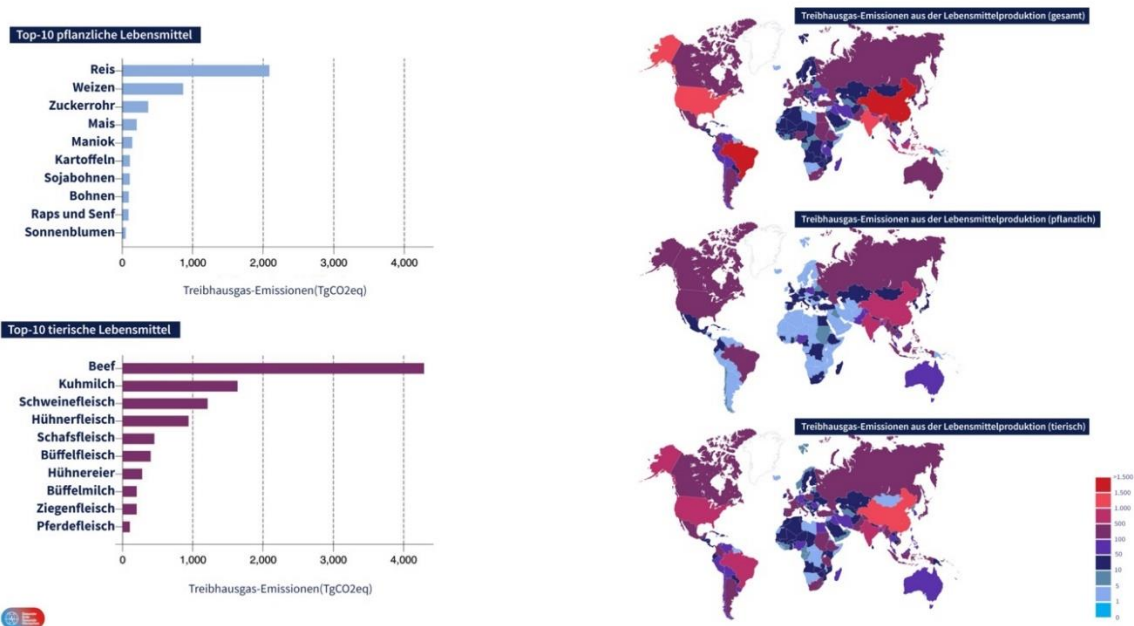 Top-10 pflanzliche Lebensmittel
Reis
Weizen
Zuckerrohr
Mais
Maniok
Kartoffeln
Sojabohnen
Bohnen
Raps und Senf
Sonnenblumen
0 1,000 2,000 3,000 4,000
Treibhausgas-Emissionen(TgCO2eq)
Top-10 tierische Lebensmittel
Beef
Kuhmilch
Schweinefleisch
Hühnerfleisch
Schafsfleisch
Büffelfleisch
Hühnereier
Büffelmilch
Ziegenfleisch
Pferdefleisch
0 1,000 2,000 3,000 4,000
Treibhausgas-Emissionen(TgCO2eq)
Treibhausgas-Emissionen aus der Lebensmittelproduktion (gesamt)
Treibhausgas-Emissionen aus der Lebensmittelproduktion (pflanzlich)
Treibhausgas-Emissionen aus der Lebensmittelproduktion (tierisch)
1.500
1.000
500
100
50
10
5
1
0